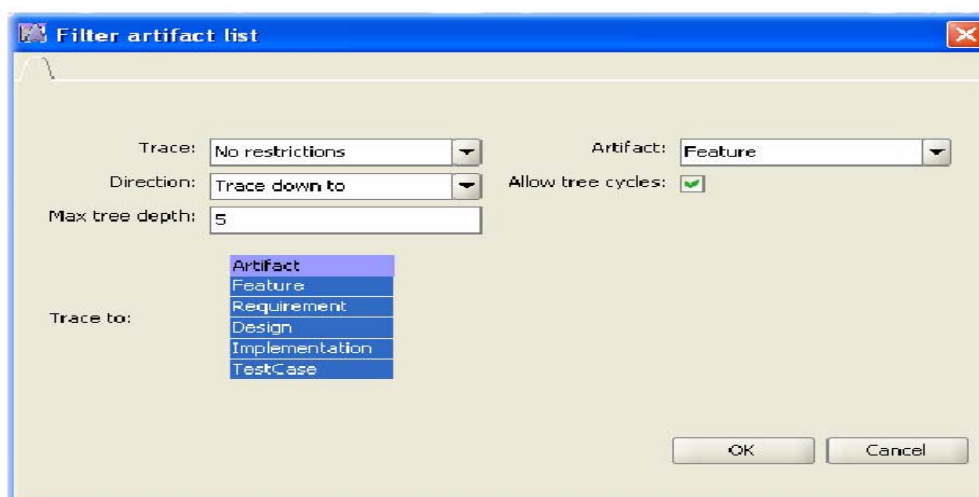 Filter artifact list
Trace: No restrictions Artifact: Feature
Direction: Trace down to Allow tree cycles:
Max tree depth: 5
Trace to:
Artifact
Feature
Requirement
Design
Implementation
TestCase
OK Cancel